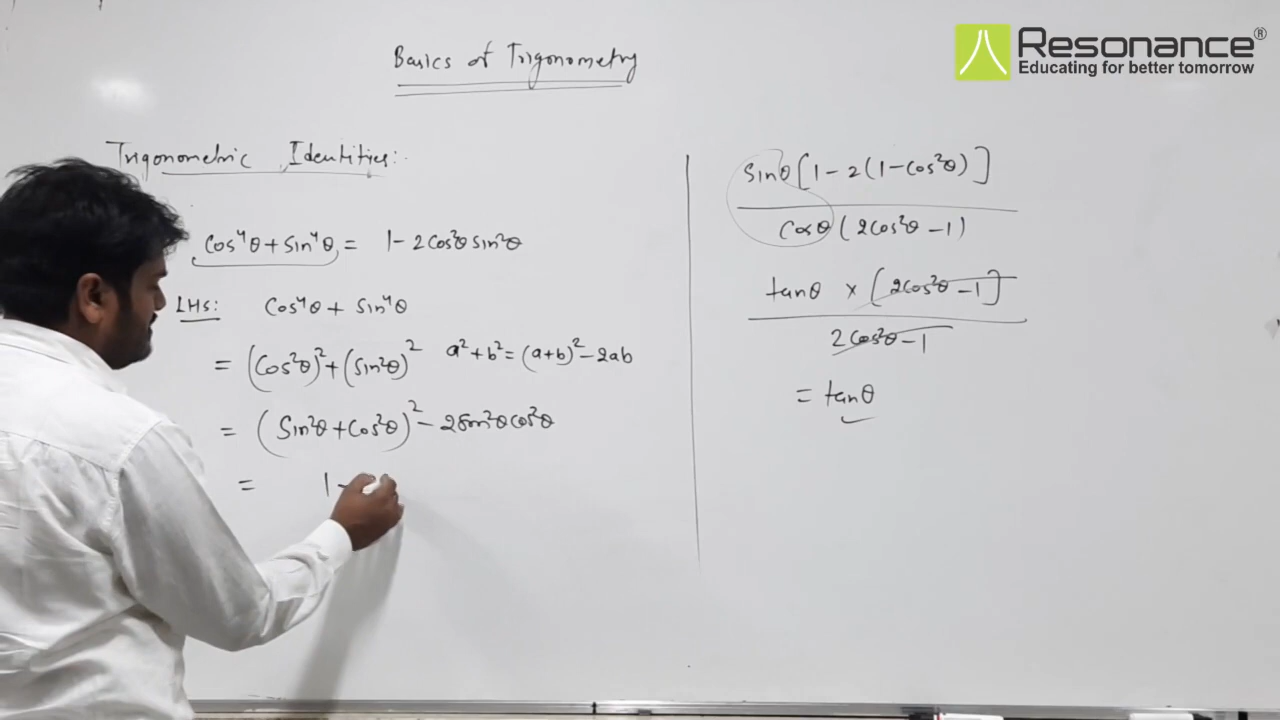 Resonance®
Educating for better tomorrow
Basics of Trigonometry
Trigonometric Identities:-
cos⁴θ + sin⁴θ = 1 - 2cos²θ sin²θ
LHS: cos⁴θ + sin⁴θ
= (cos²θ)² + (sin²θ)² a² + b² = (a+b)² - 2ab
= (sin²θ + cos²θ)² - 2sin²θ cos²θ
= 1 -
sinθ [1 - 2(1 - cos²θ)]
cosθ (2cos²θ - 1)
tanθ × [2cos²θ - 1]
2cos²θ - 1
= tanθ